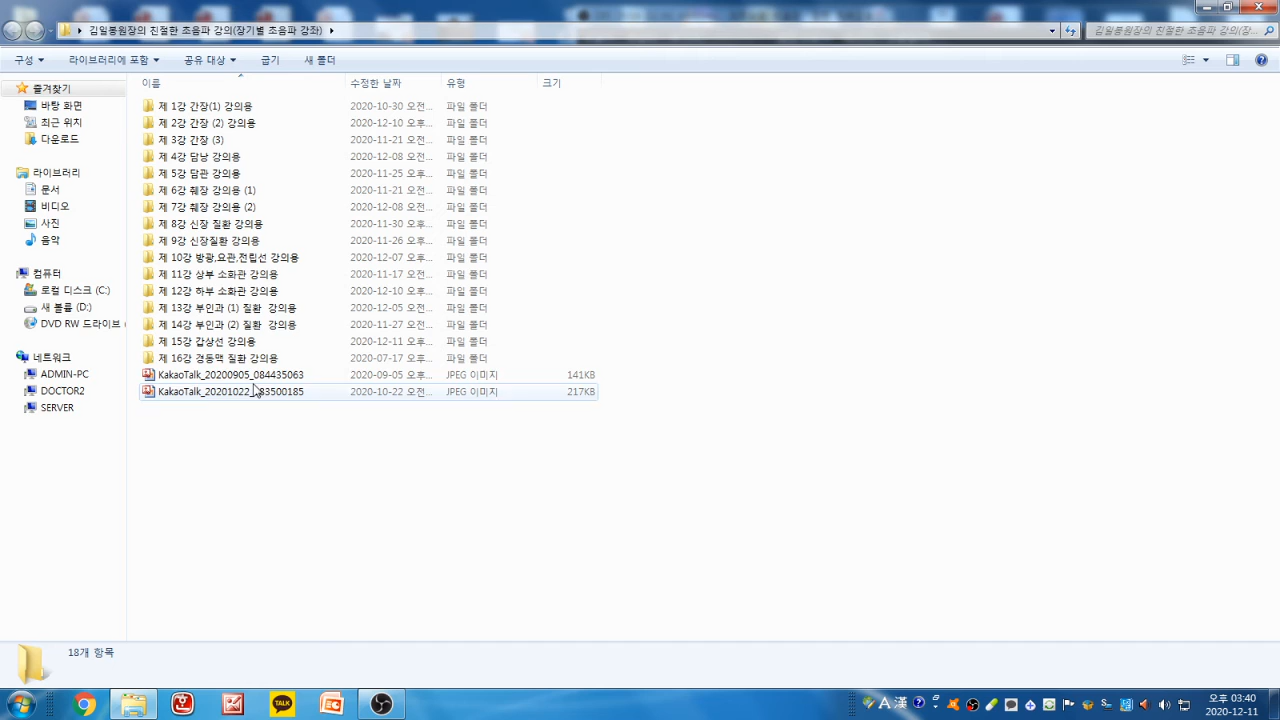 김일봉원장의 친절한 초음파 강의(장기별 초음파 강좌)
김일봉원장의 친절한 초음파 강의(장...
구성 라이브러리에 포함 공유 대상 굽기 새 폴더
이름 수정한 날짜 유형 크기
즐겨찾기
바탕 화면
최근 위치
다운로드
라이브러리
문서
비디오
사진
음악
컴퓨터
로컬 디스크 (C:)
새 볼륨 (D:)
DVD RW 드라이브 (
네트워크
ADMIN-PC
DOCTOR2
SERVER
제 1강 간장(1) 강의용 2020-10-30 오전... 파일 폴더
제 2강 간장 (2) 강의용 2020-12-10 오후... 파일 폴더
제 3강 간장 (3) 2020-11-21 오전... 파일 폴더
제 4강 담낭 강의용 2020-12-08 오전... 파일 폴더
제 5강 담관 강의용 2020-11-25 오전... 파일 폴더
제 6강 췌장 강의용 (1) 2020-11-21 오전... 파일 폴더
제 7강 췌장 강의용 (2) 2020-12-08 오후... 파일 폴더
제 8강 신장 질환 강의용 2020-11-30 오후... 파일 폴더
제 9강 신장질환 강의용 2020-11-26 오후... 파일 폴더
제 10강 방광,요관,전립선 강의용 2020-12-07 오전... 파일 폴더
제 11강 상부 소화관 강의용 2020-11-17 오전... 파일 폴더
제 12강 하부 소화관 강의용 2020-12-10 오후... 파일 폴더
제 13강 부인과 (1) 질환 강의용 2020-12-05 오전... 파일 폴더
제 14강 부인과 (2) 질환 강의용 2020-11-27 오전... 파일 폴더
제 15강 갑상선 강의용 2020-12-11 오후... 파일 폴더
제 16강 경동맥 질환 강의용 2020-07-17 오후... 파일 폴더
KakaoTalk_20200905_084435063 2020-09-05 오후... JPEG 이미지 141KB
KakaoTalk_20201022_083500185 2020-10-22 오전... JPEG 이미지 217KB
18개 항목
TALK
A 漢
오후 03:40
2020-12-11